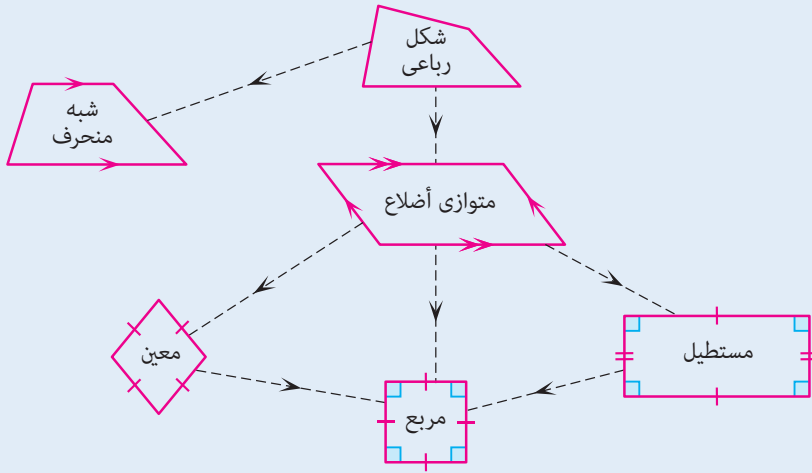 شكل
رباعى
شبه
منحرف
متوازى أضلاع
معين
مربع
مستطيل